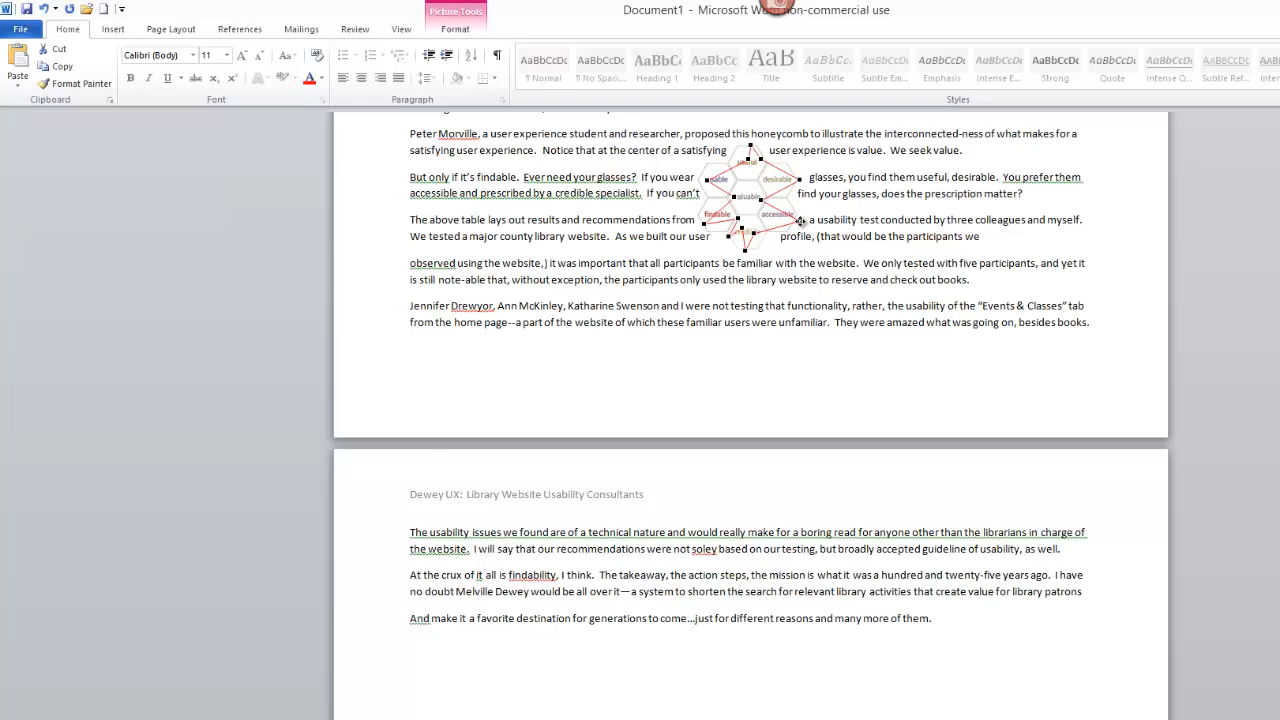 Document1 - Microsoft Word non-commercial use
Picture Tools
File Home Insert Page Layout References Mailings Review View Format
Paste
Cut
Copy
Format Painter
Clipboard
Calibri (Body) 11
Font
Paragraph
AaBbCcDc AaBbCcDc AaBbCc AaBbCc AaB AaBbCc. AaBbCcDc AaBbCcDc AaBbCcDc AaBbCcDc AaBbCcDc AaBbCcDc AaBbCcDc
¶ Normal ¶ No Spaci... Heading 1 Heading 2 Title Subtitle Subtle Em... Emphasis Intense E... Strong Quote Intense Q... Subtle Ref...
Styles
Peter Morville, a user experience student and researcher, proposed this honeycomb to illustrate the interconnected-ness of what makes for a
satisfying user experience. Notice that at the center of a satisfying user experience is value. We seek value.
But only if it's findable. Ever need your glasses? If you wear glasses, you find them useful, desirable. You prefer them
accessible and prescribed by a credible specialist. If you can't find your glasses, does the prescription matter?
The above table lays out results and recommendations from a usability test conducted by three colleagues and myself.
We tested a major county library website. As we built our user profile, (that would be the participants we
desirable
findable
accessible
observed using the website,) it was important that all participants be familiar with the website. We only tested with five participants, and yet it
is still note-able that, without exception, the participants only used the library website to reserve and check out books.
Jennifer Drewyor, Ann McKinley, Katharine Swenson and I were not testing that functionality, rather, the usability of the “Events & Classes” tab
from the home page--a part of the website of which these familiar users were unfamiliar. They were amazed what was going on, besides books.
Dewey UX: Library Website Usability Consultants
The usability issues we found are of a technical nature and would really make for a boring read for anyone other than the librarians in charge of
the website. I will say that our recommendations were not soley based on our testing, but broadly accepted guideline of usability, as well.
At the crux of it all is findability, I think. The takeaway, the action steps, the mission is what it was a hundred and twenty-five years ago. I have
no doubt Melville Dewey would be all over it—a system to shorten the search for relevant library activities that create value for library patrons
And make it a favorite destination for generations to come…just for different reasons and many more of them.